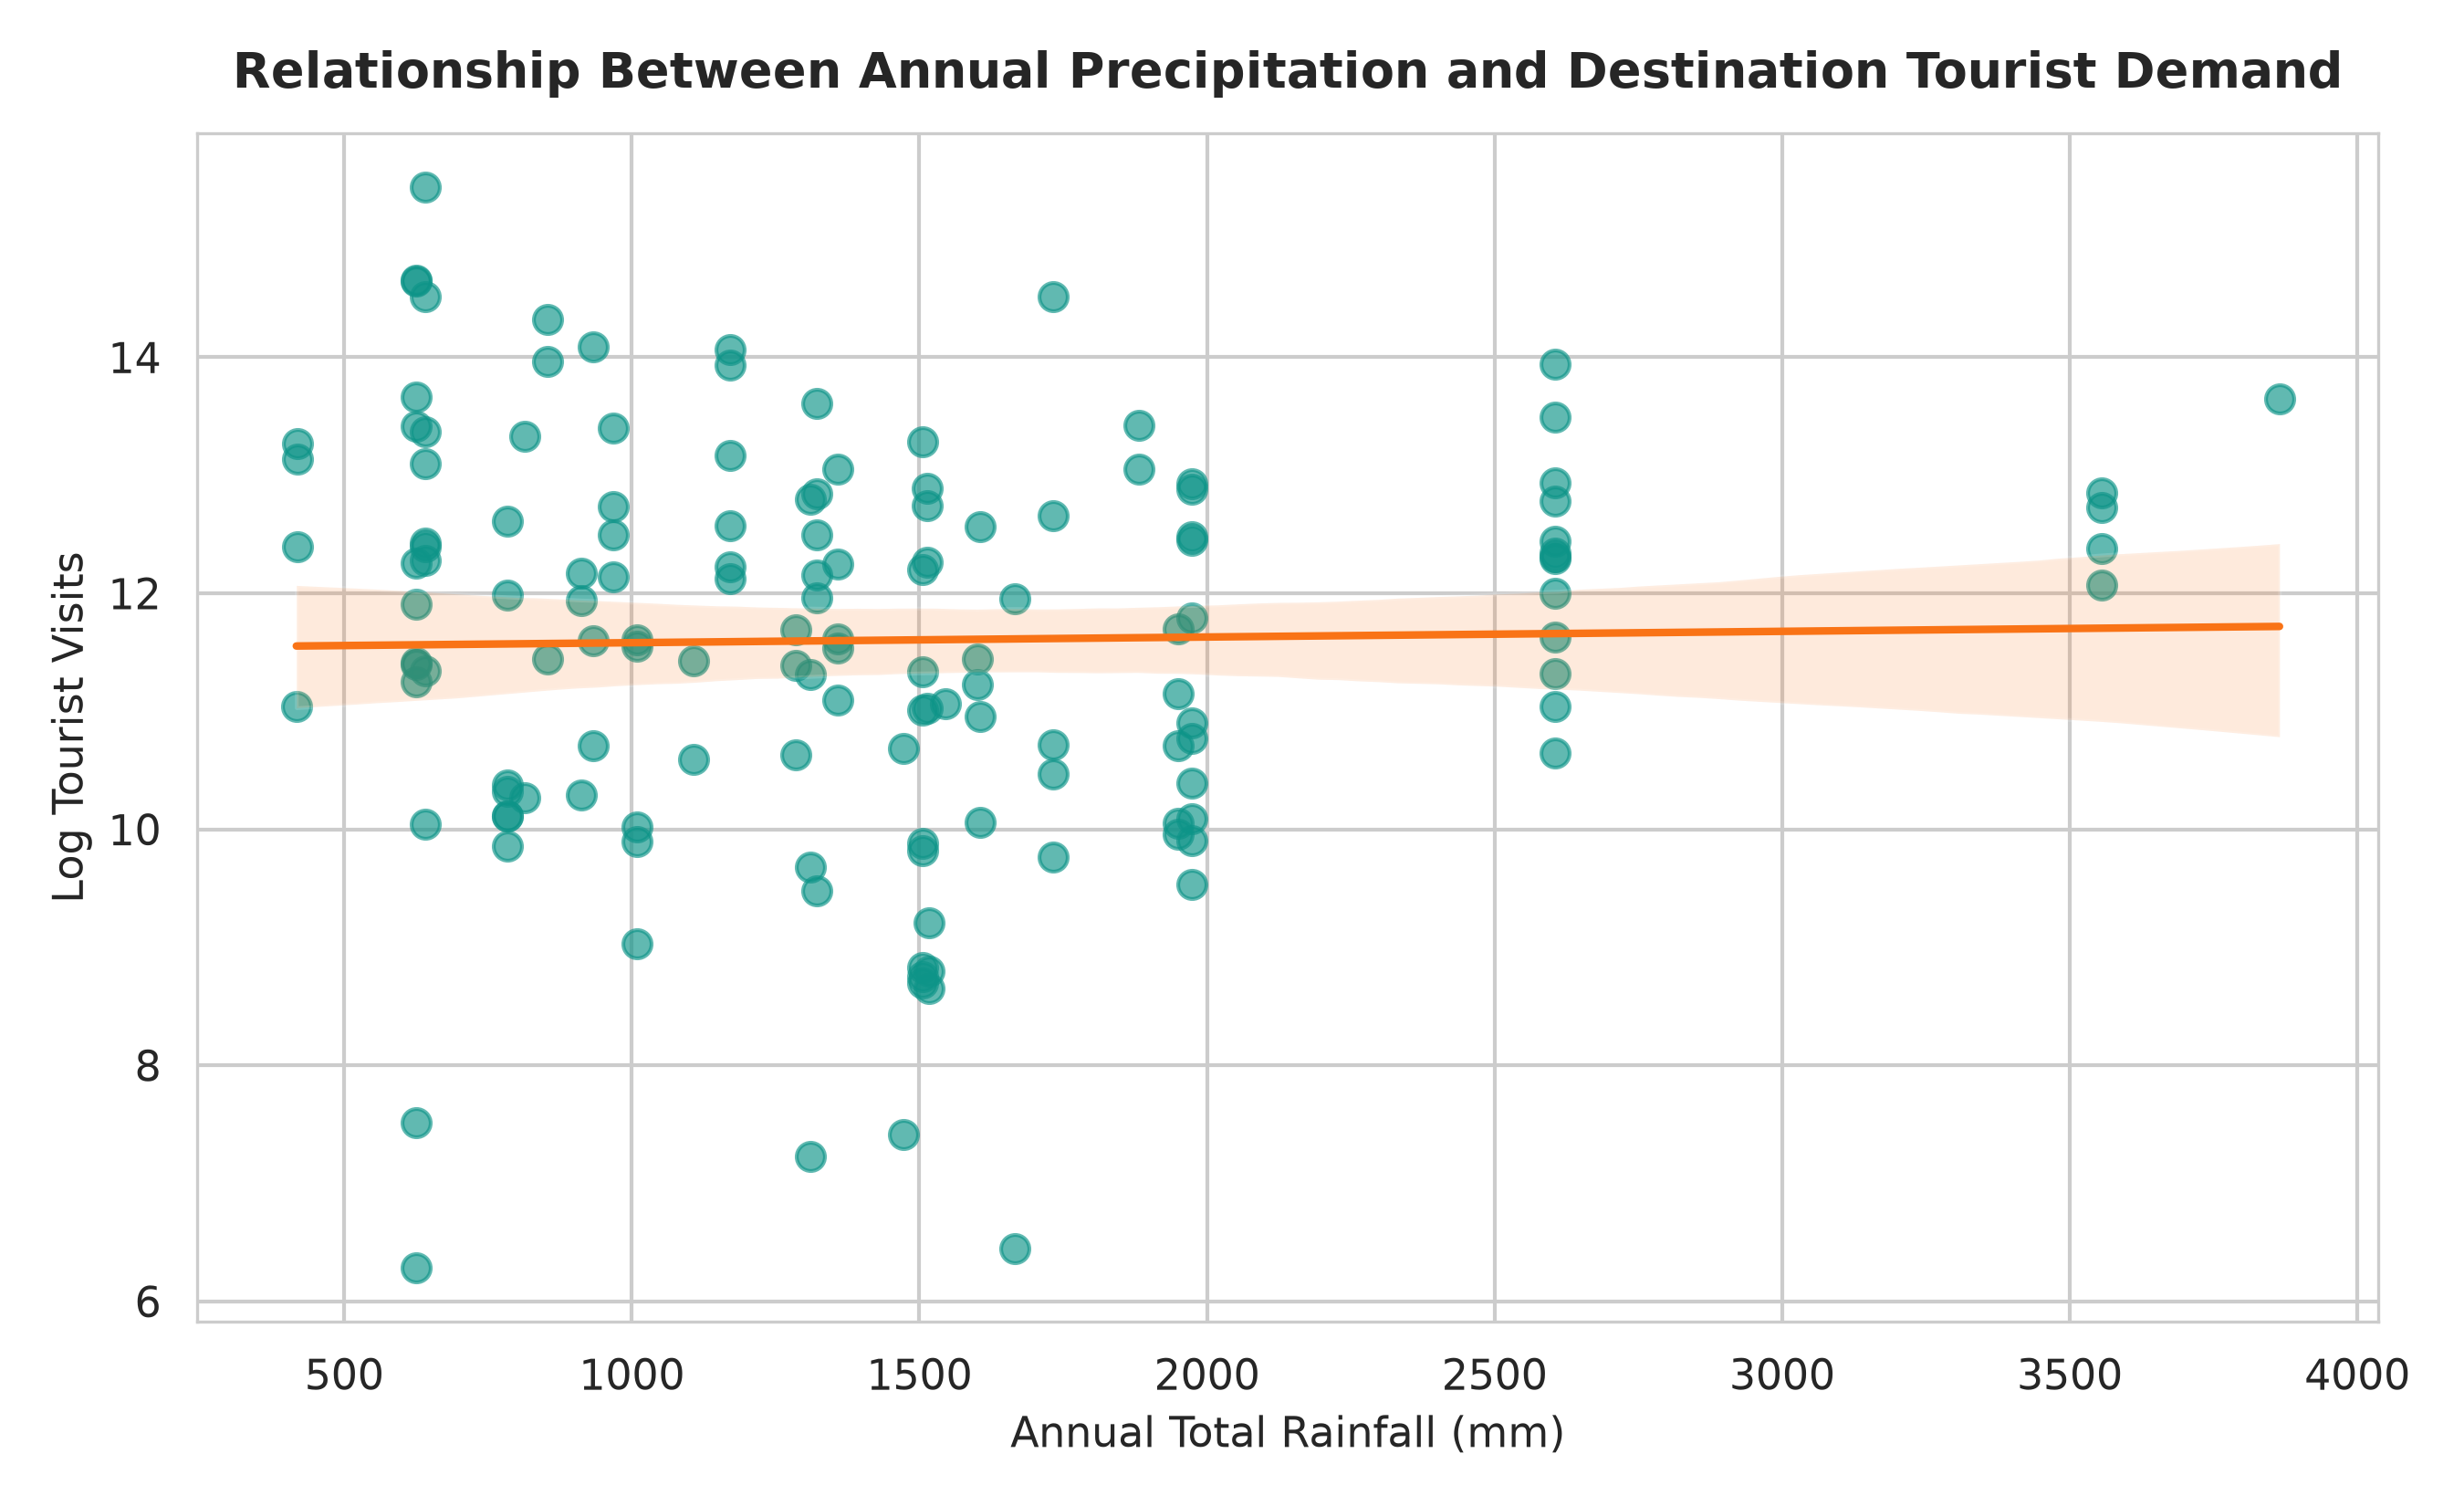 Relationship Between Annual Precipitation and Destination Tourist Demand
Log Tourist Visits
14
12
10
8
6
500 1000 1500 2000 2500 3000 3500 4000
Annual Total Rainfall (mm)